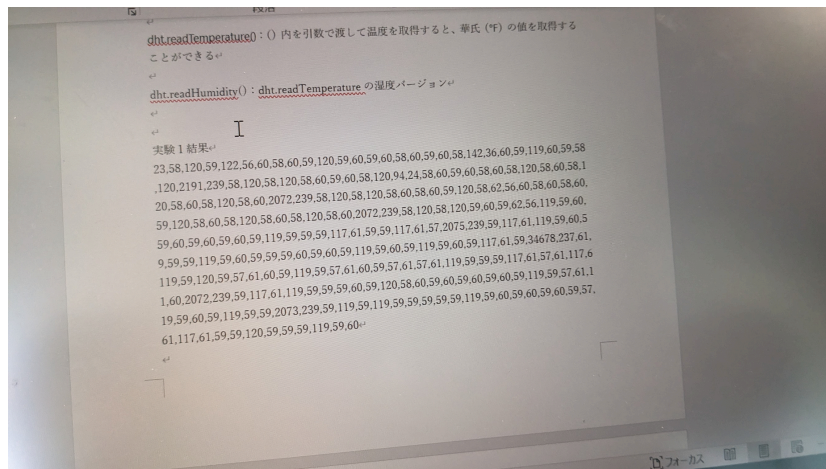 段落
dht.readTemperature()：() 内を引数で渡して温度を取得すると、華氏（℉）の値を取得する
ことができる
dht.readHumidity()：dht.readTemperature の湿度バージョン
実験 1 結果
23,58,120,59,122,56,60,58,60,59,120,59,60,59,60,58,60,59,60,58,142,36,60,59,119,60,59,58
,120,2191,239,58,120,58,120,58,60,59,60,58,120,94,24,58,60,59,60,58,60,58,120,58,60,58,1
20,58,60,58,120,58,60,2072,239,58,120,58,120,58,60,58,60,59,120,58,62,56,60,58,60,58,60,
59,120,58,60,58,120,58,60,58,120,58,60,2072,239,58,120,58,120,59,60,59,62,56,119,59,60,
59,60,59,60,59,60,59,119,59,59,59,117,61,59,59,117,61,57,2075,239,59,117,61,119,59,60,5
9,59,59,119,59,60,59,59,59,60,59,60,59,119,59,60,59,119,59,60,59,117,61,59,34678,237,61,
119,59,120,59,57,61,60,59,119,59,57,61,60,59,57,61,57,61,119,59,59,59,117,61,57,61,117,6
1,60,2072,239,59,117,61,119,59,59,59,60,59,120,58,60,59,60,59,60,59,60,59,119,59,57,61,1
19,59,60,59,119,59,59,2073,239,59,119,59,119,59,59,59,59,59,119,59,60,59,60,59,60,59,57,
61,117,61,59,59,120,59,59,59,119,59,60
フォーカス